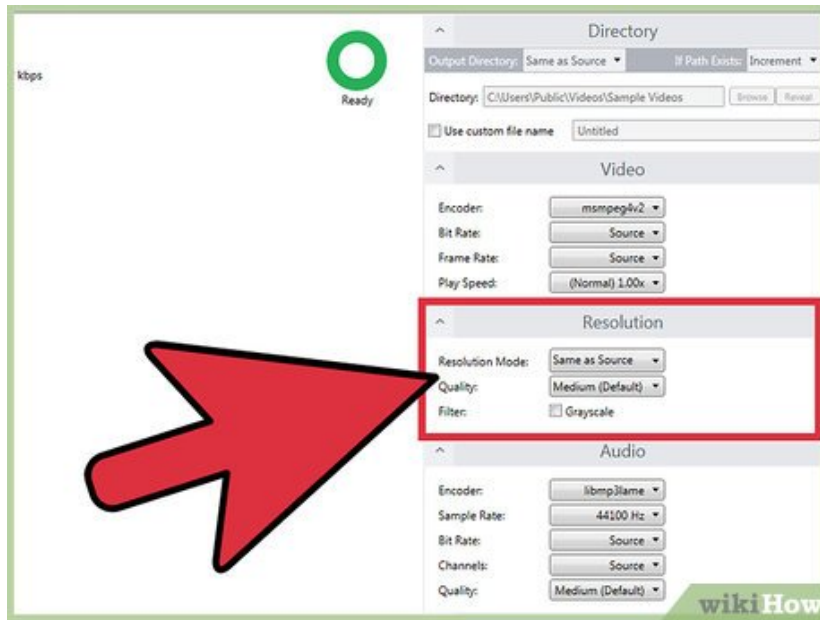 kbps
Ready
Directory
Output Directory: Same as Source If Path Exists: Increment
Directory: C:\Users\Public\Videos\Sample Videos Browse Reveal
Use custom file name Untitled
Video
Encoder: msmpeg4v2
Bit Rate: Source
Frame Rate: Source
Play Speed: (Normal) 1.00x
Resolution
Resolution Mode: Same as Source
Quality: Medium (Default)
Filter: Grayscale
Audio
Encoder: libmp3lame
Sample Rate: 44100 Hz
Bit Rate: Source
Channels: Source
Quality: Medium (Default)
wikiHow